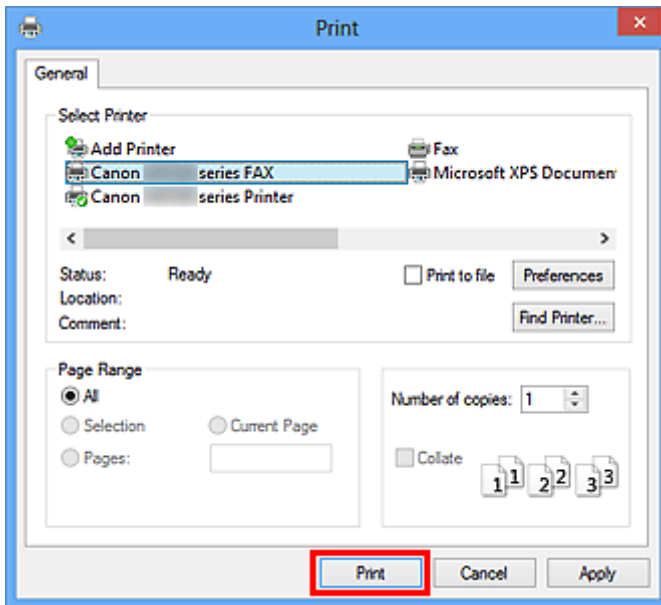 Print
General
Select Printer
Add Printer
Fax
Canon series FAX
Microsoft XPS Documen
Canon series Printer
Status: Ready
Print to file
Preferences
Location:
Comment:
Find Printer...
Page Range
All
Number of copies: 1
Selection
Current Page
Pages:
Collate
1 1 2 2 3 3
Print
Cancel
Apply